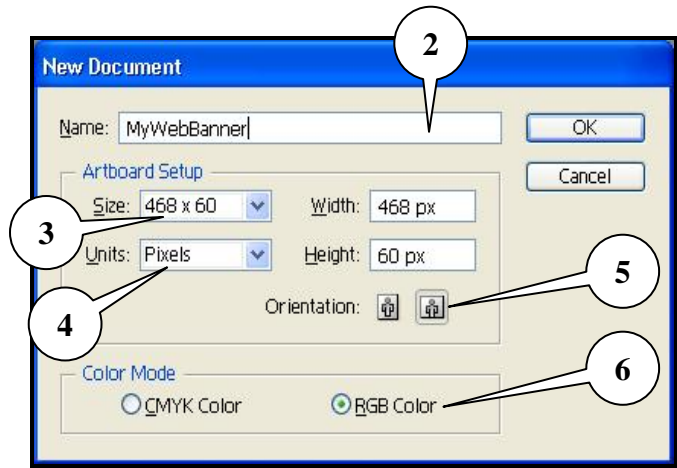 2
New Document
Name: MyWebBanner
OK
Artboard Setup
Cancel
Size: 468 x 60 Width: 468 px
3
Units: Pixels Height: 60 px
5
Orientation:
4
Color Mode
6
CMYK Color RGB Color